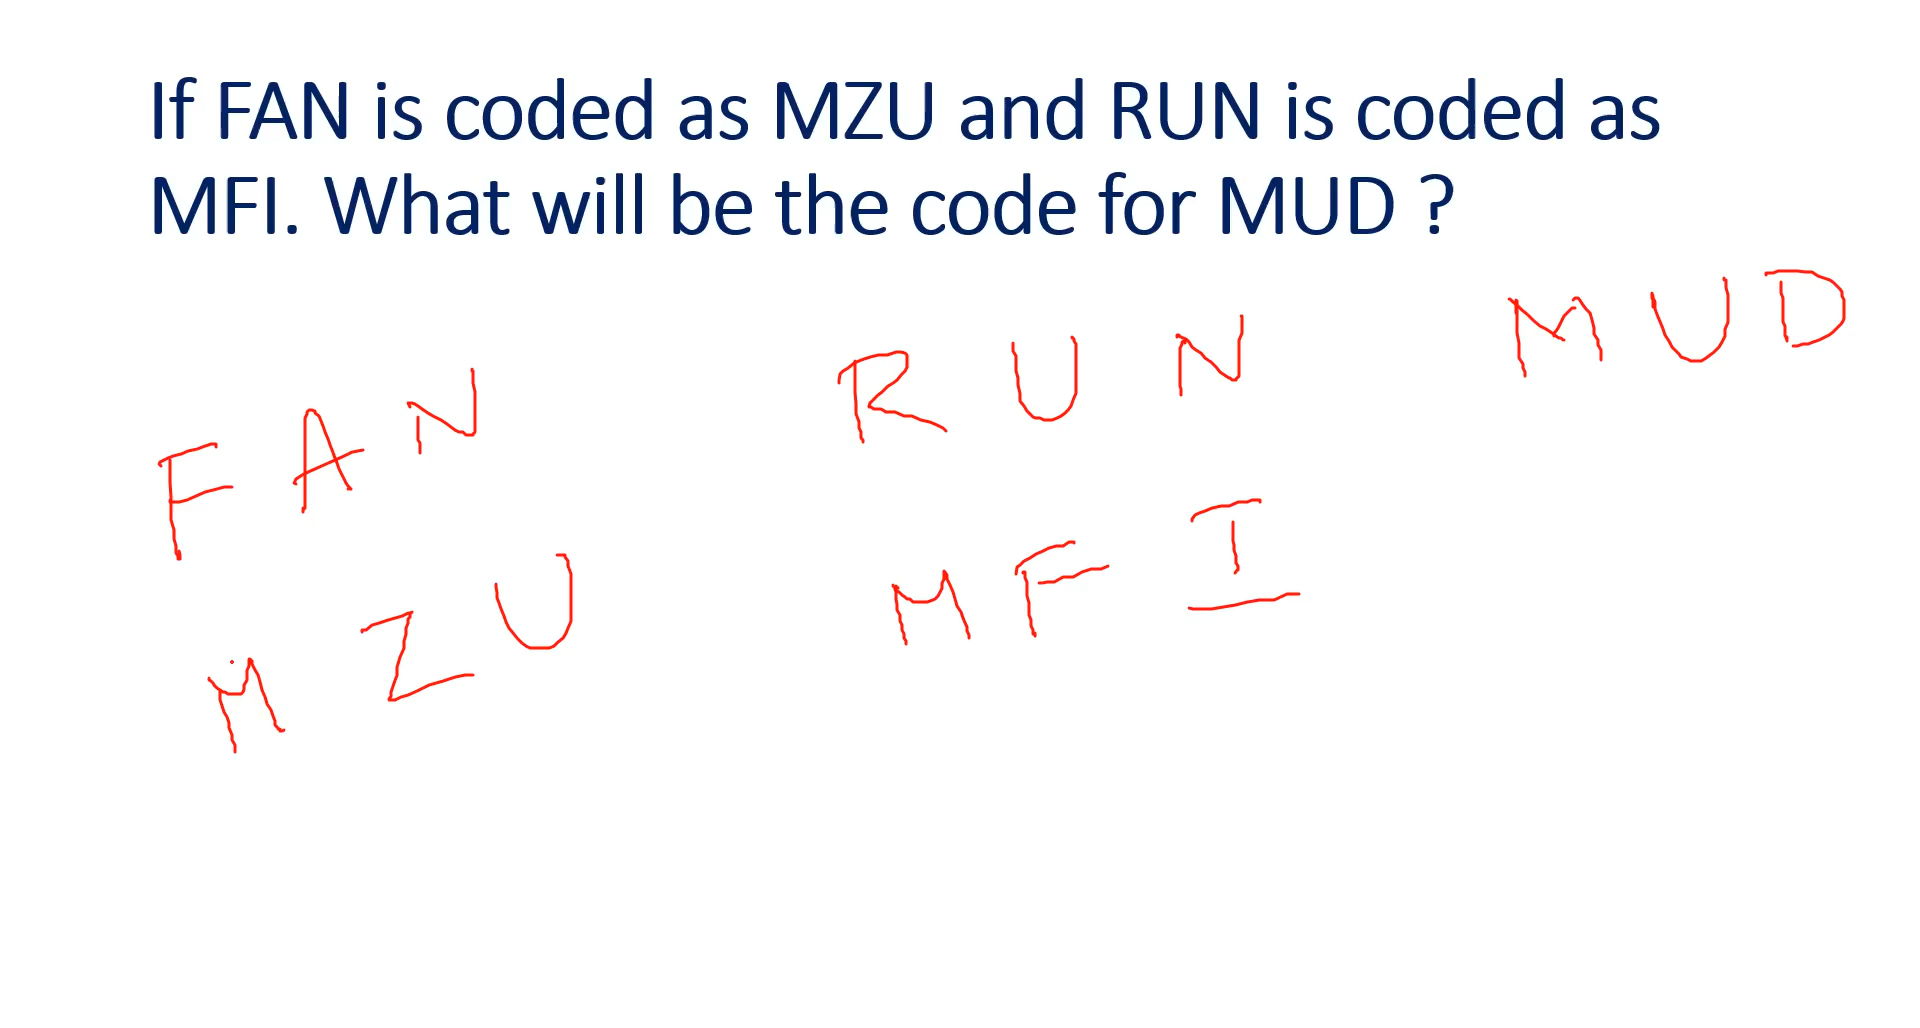 If FAN is coded as MZU and RUN is coded as
MFI. What will be the code for MUD ?
FAN RUN MUD
MZU MFI